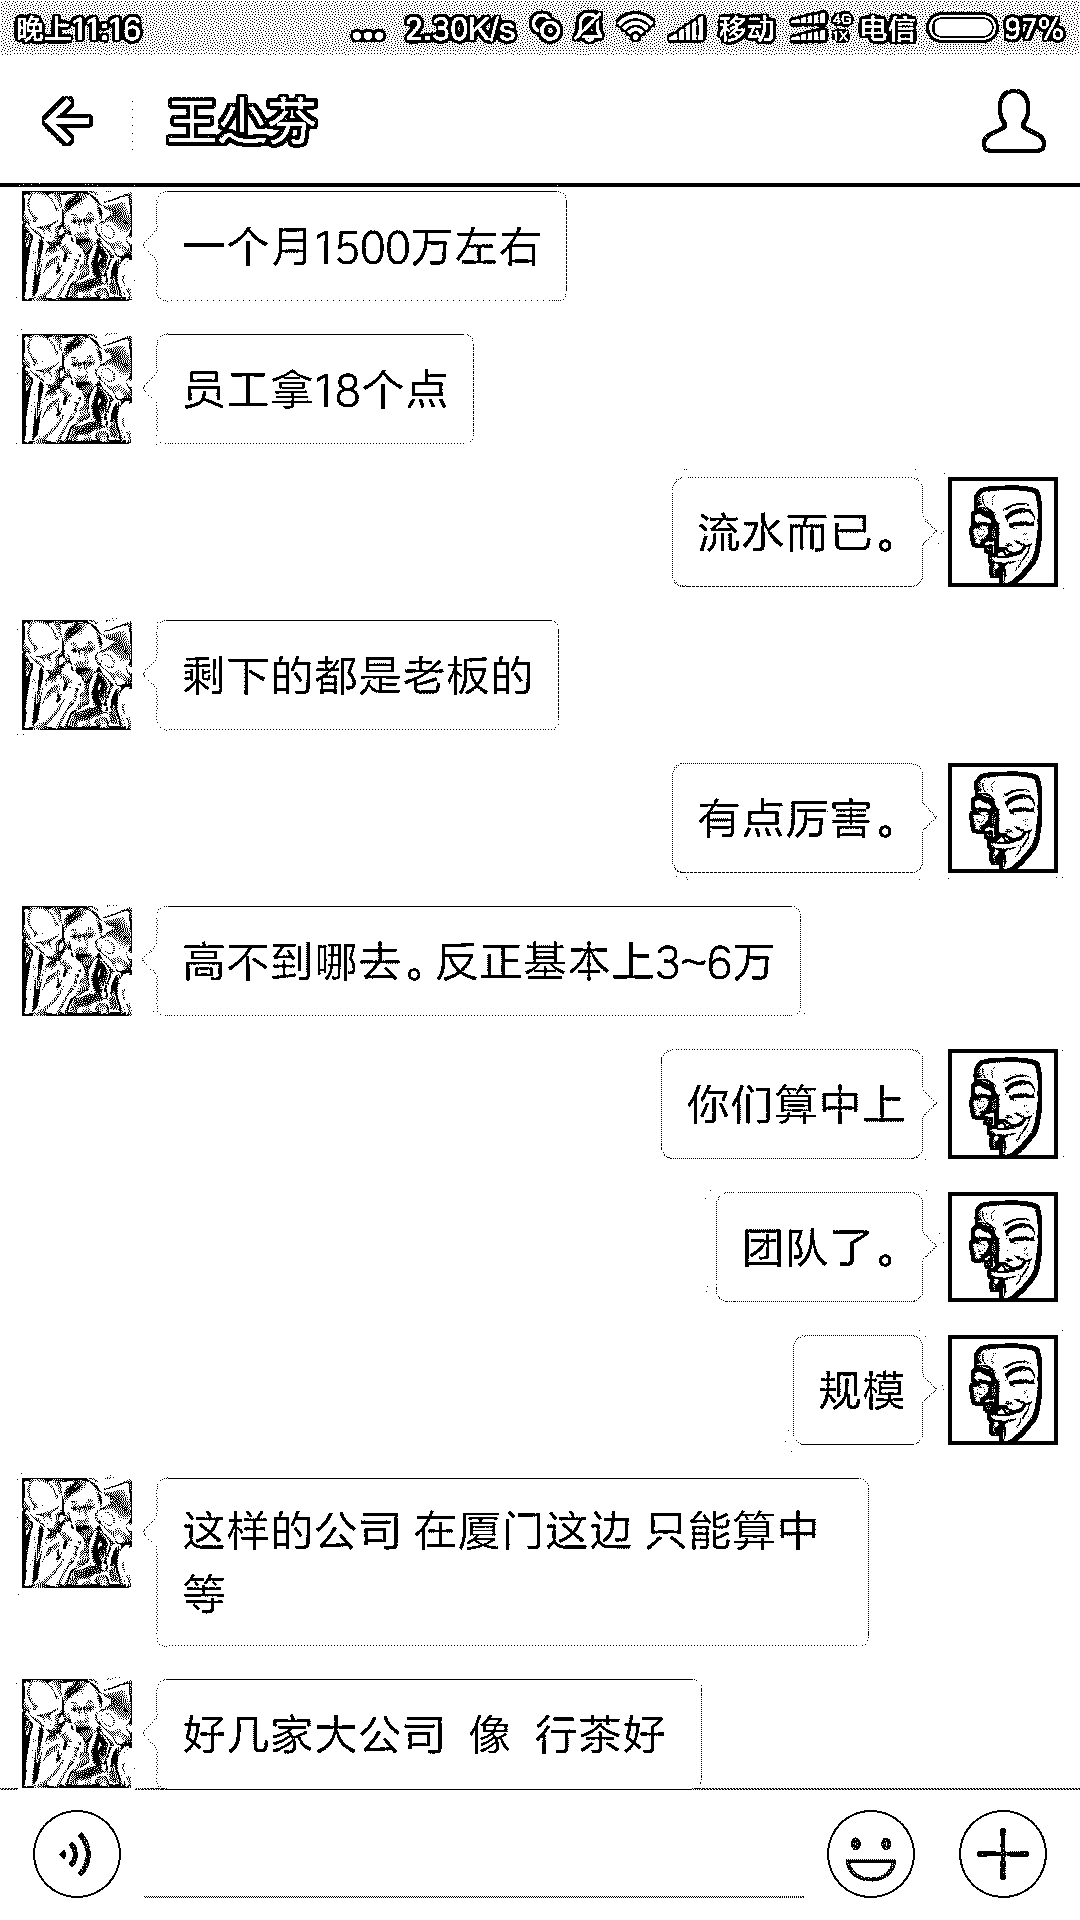 晚上11:16 ... 2.30K/s 移动 4G 1X 电信 97%
王小芬
一个月1500万左右
员工拿18个点
流水而已。
剩下的都是老板的
有点厉害。
高不到哪去。反正基本上3~6万
你们算中上
团队了。
规模
这样的公司 在厦门这边 只能算中
等
好几家大公司 像 行茶好